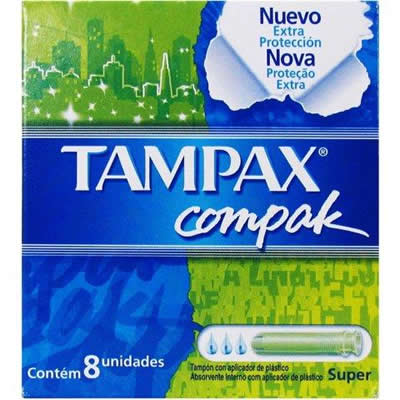 Nuevo
Extra
Protección
Nova
Proteção
Extra
TAMPAX®
compak
Contém 8 unidades
Tampón con aplicador de plástico
Absorvente interno com aplicador de plástico
Super